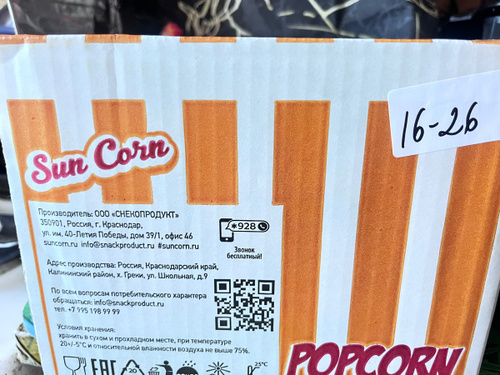 16-26
Sun Corn
Производитель: ООО «СНЕКОПРОДУКТ»
350901, Россия, г. Краснодар,
ул. им. 40-Летия Победы, дом 39/1, офис 46
suncorn.ru info@snackproduct.ru #suncorn.ru
*928
Звонок
бесплатный!
Адрес производства: Россия, Краснодарский край,
Калининский район, х. Греки, ул. Школьная, д.9
По всем вопросам потребительского характера
обращаться: info@snackproduct.ru
тел. +7 995 198 99 99
Условия хранения:
хранить в сухом и прохладном месте, при температуре
20+/-5°С и относительной влажности воздуха не выше 75%.
EAC
20
25°C
POPCORN